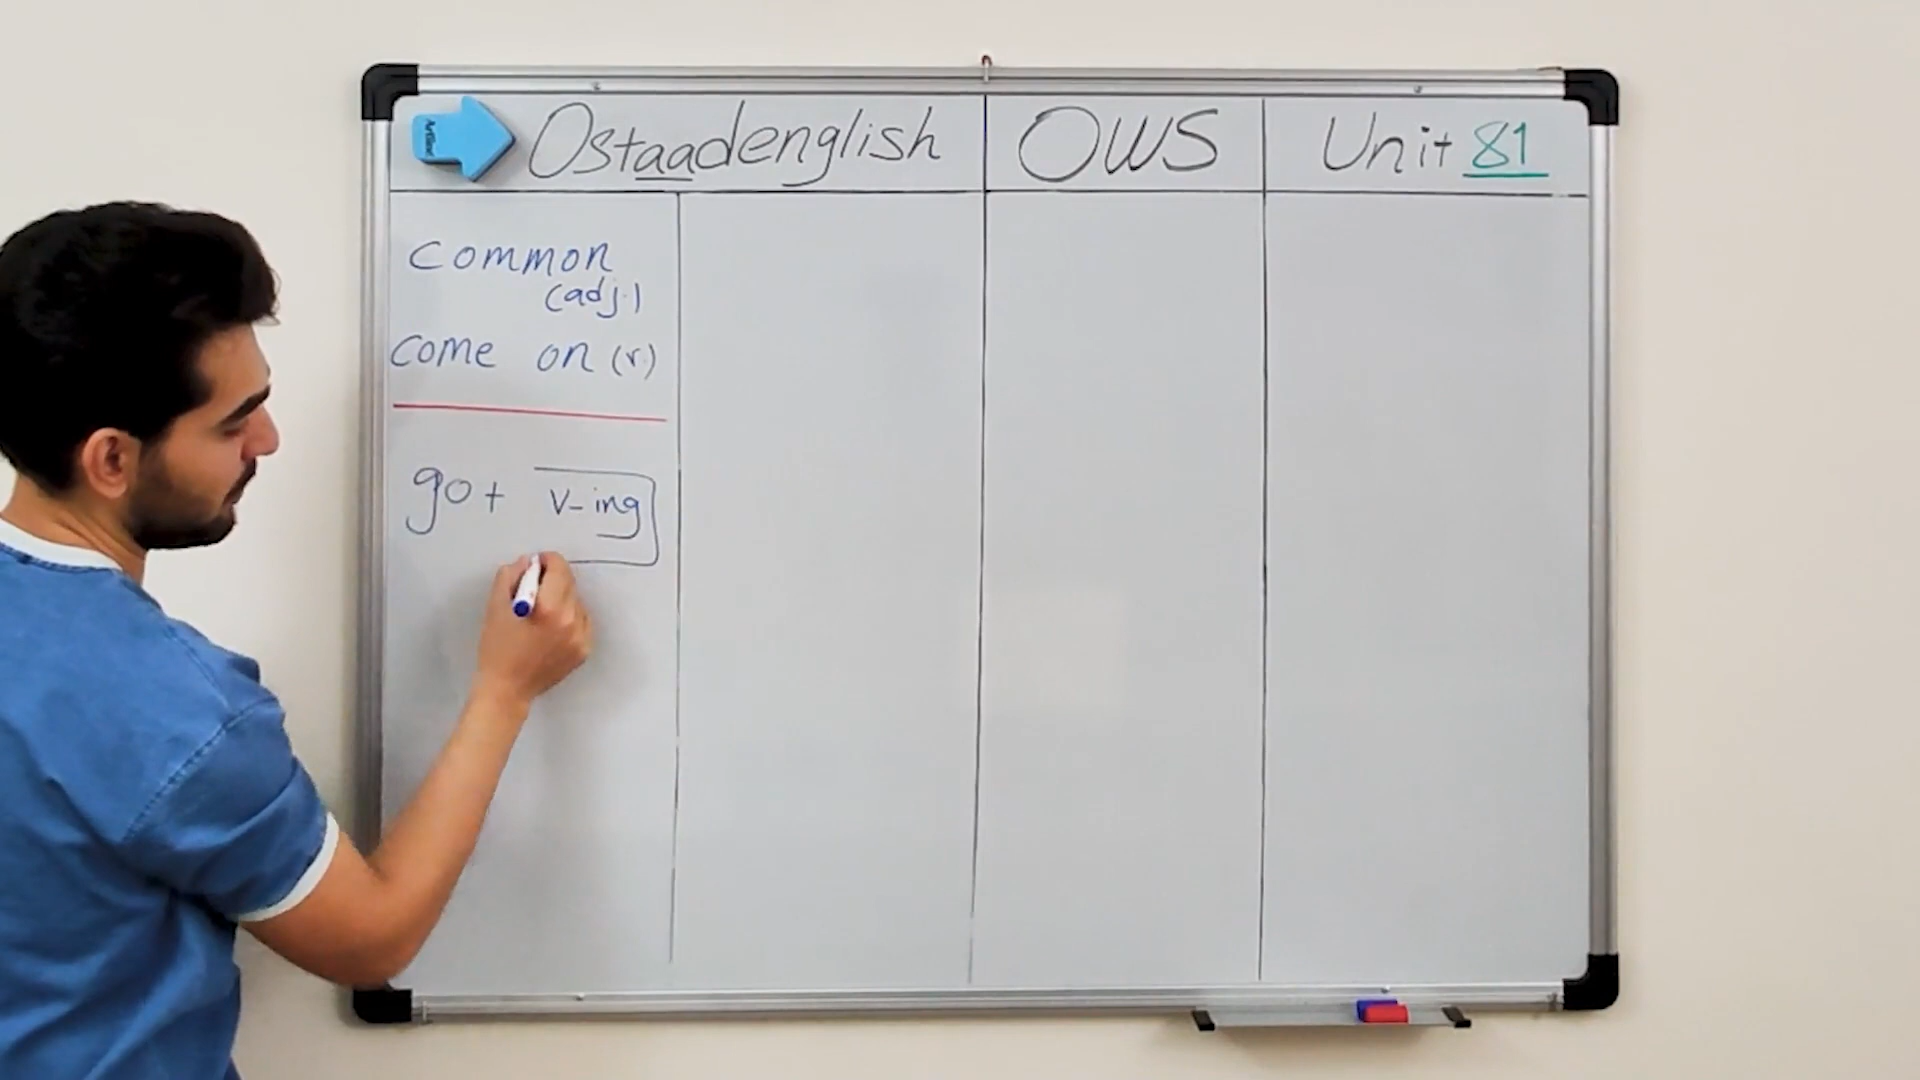 Ostaadenglish
OWS
Unit 81
common
(adj.)
come on (v.)
go + v-ing